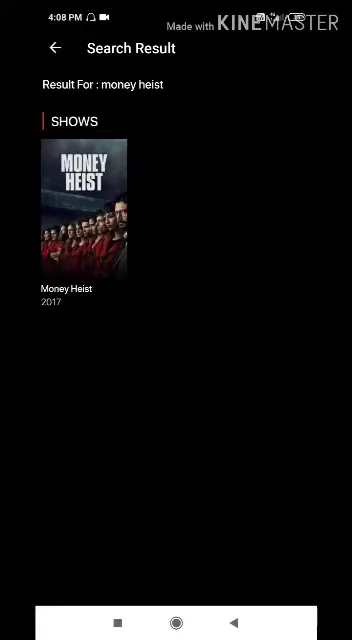 4:08 PM
Made with KINEMASTER
Search Result
Result For : money heist
SHOWS
MONEY
HEIST
Money Heist
2017